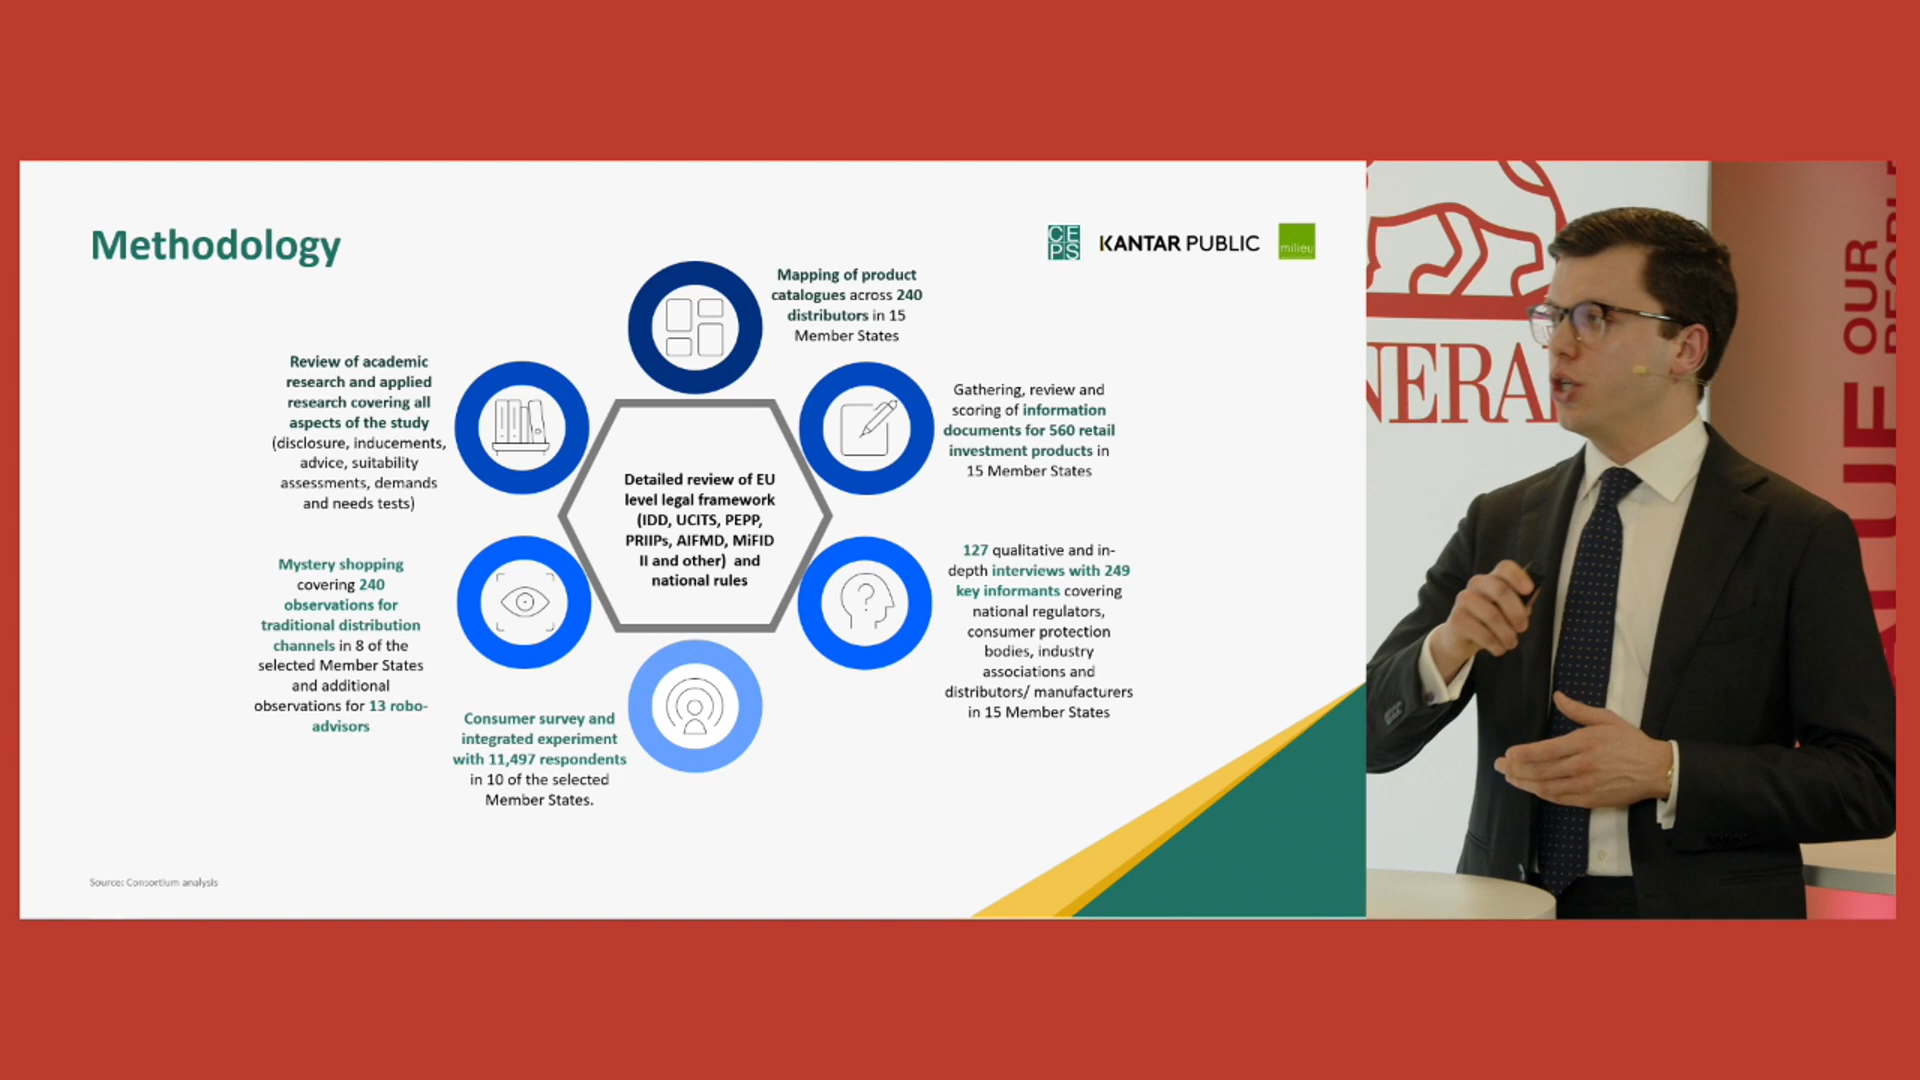 Methodology
CE
PS
KANTAR PUBLIC
milieu
Mapping of product
catalogues across 240
distributors in 15
Member States
Review of academic
research and applied
research covering all
aspects of the study
(disclosure, inducements,
advice, suitability
assessments, demands
and needs tests)
Gathering, review and
scoring of information
documents for 560 retail
investment products in
15 Member States
Detailed review of EU
level legal framework
(IDD, UCITS, PEPP,
PRIIPs, AIFMD, MiFID
II and other) and
national rules
Mystery shopping
covering 240
observations for
traditional distribution
channels in 8 of the
selected Member States
and additional
observations for 13 robo-
advisors
127 qualitative and in-
depth interviews with 249
key informants covering
national regulators,
consumer protection
bodies, industry
associations and
distributors/ manufacturers
in 15 Member States
Consumer survey and
integrated experiment
with 11,497 respondents
in 10 of the selected
Member States.
Source: Consortium analysis
NERA
OUR